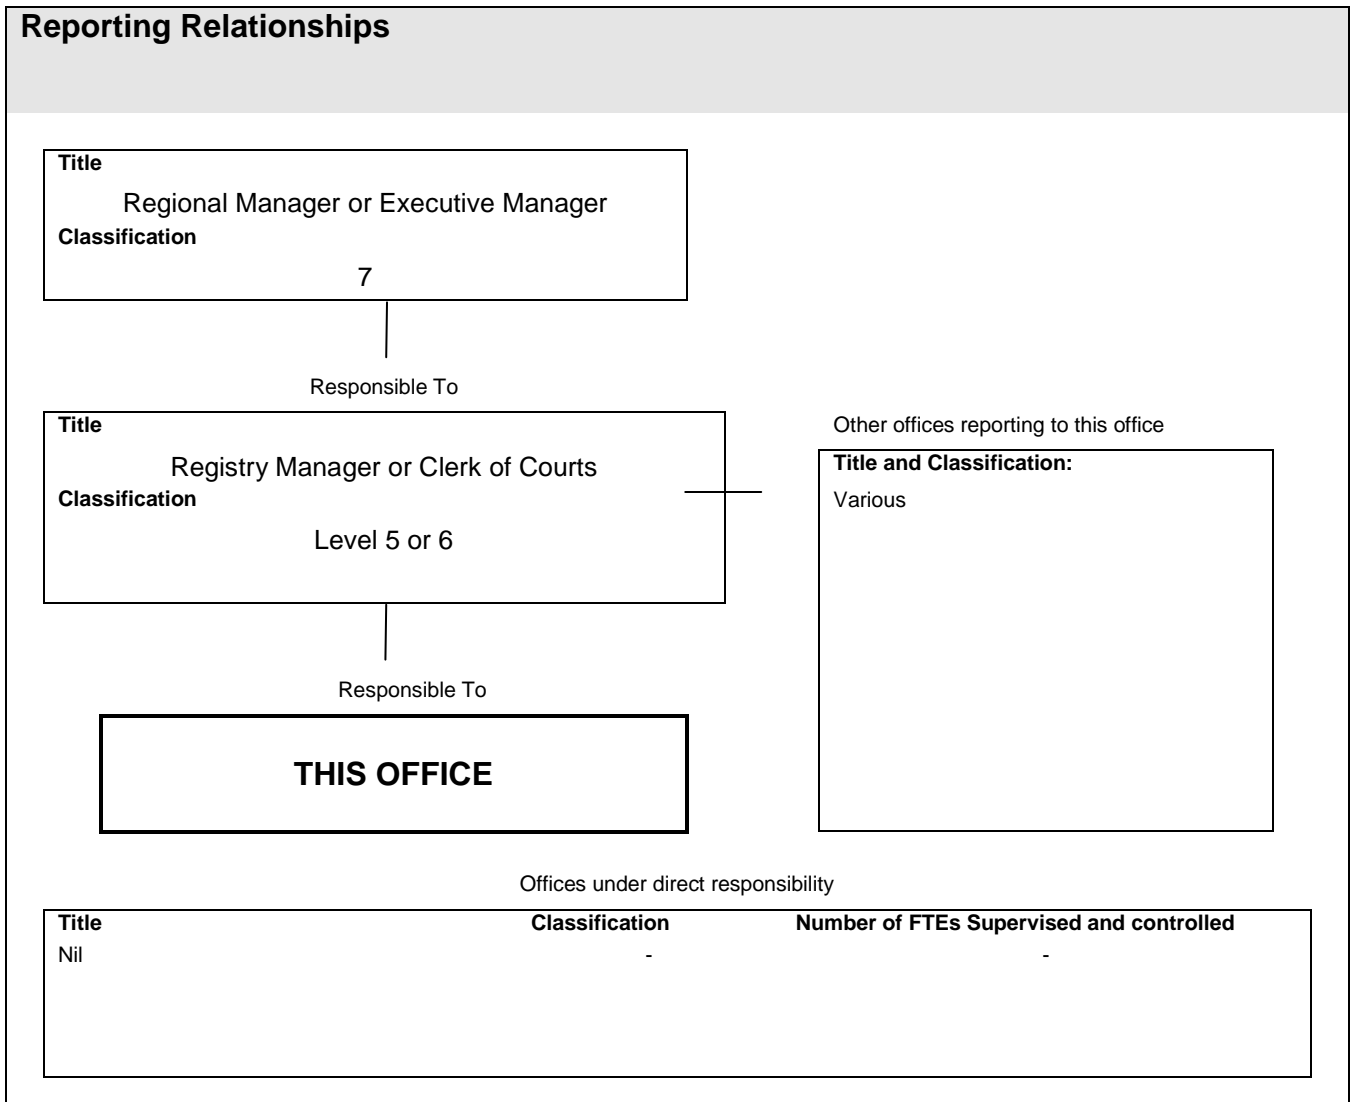 Reporting Relationships
Title
Regional Manager or Executive Manager
Classification
7
Responsible To
Title
Registry Manager or Clerk of Courts
Classification
Level 5 or 6
Other offices reporting to this office
Title and Classification:
Various
Responsible To
THIS OFFICE
Offices under direct responsibility
Title Classification Number of FTEs Supervised and controlled
Nil - -